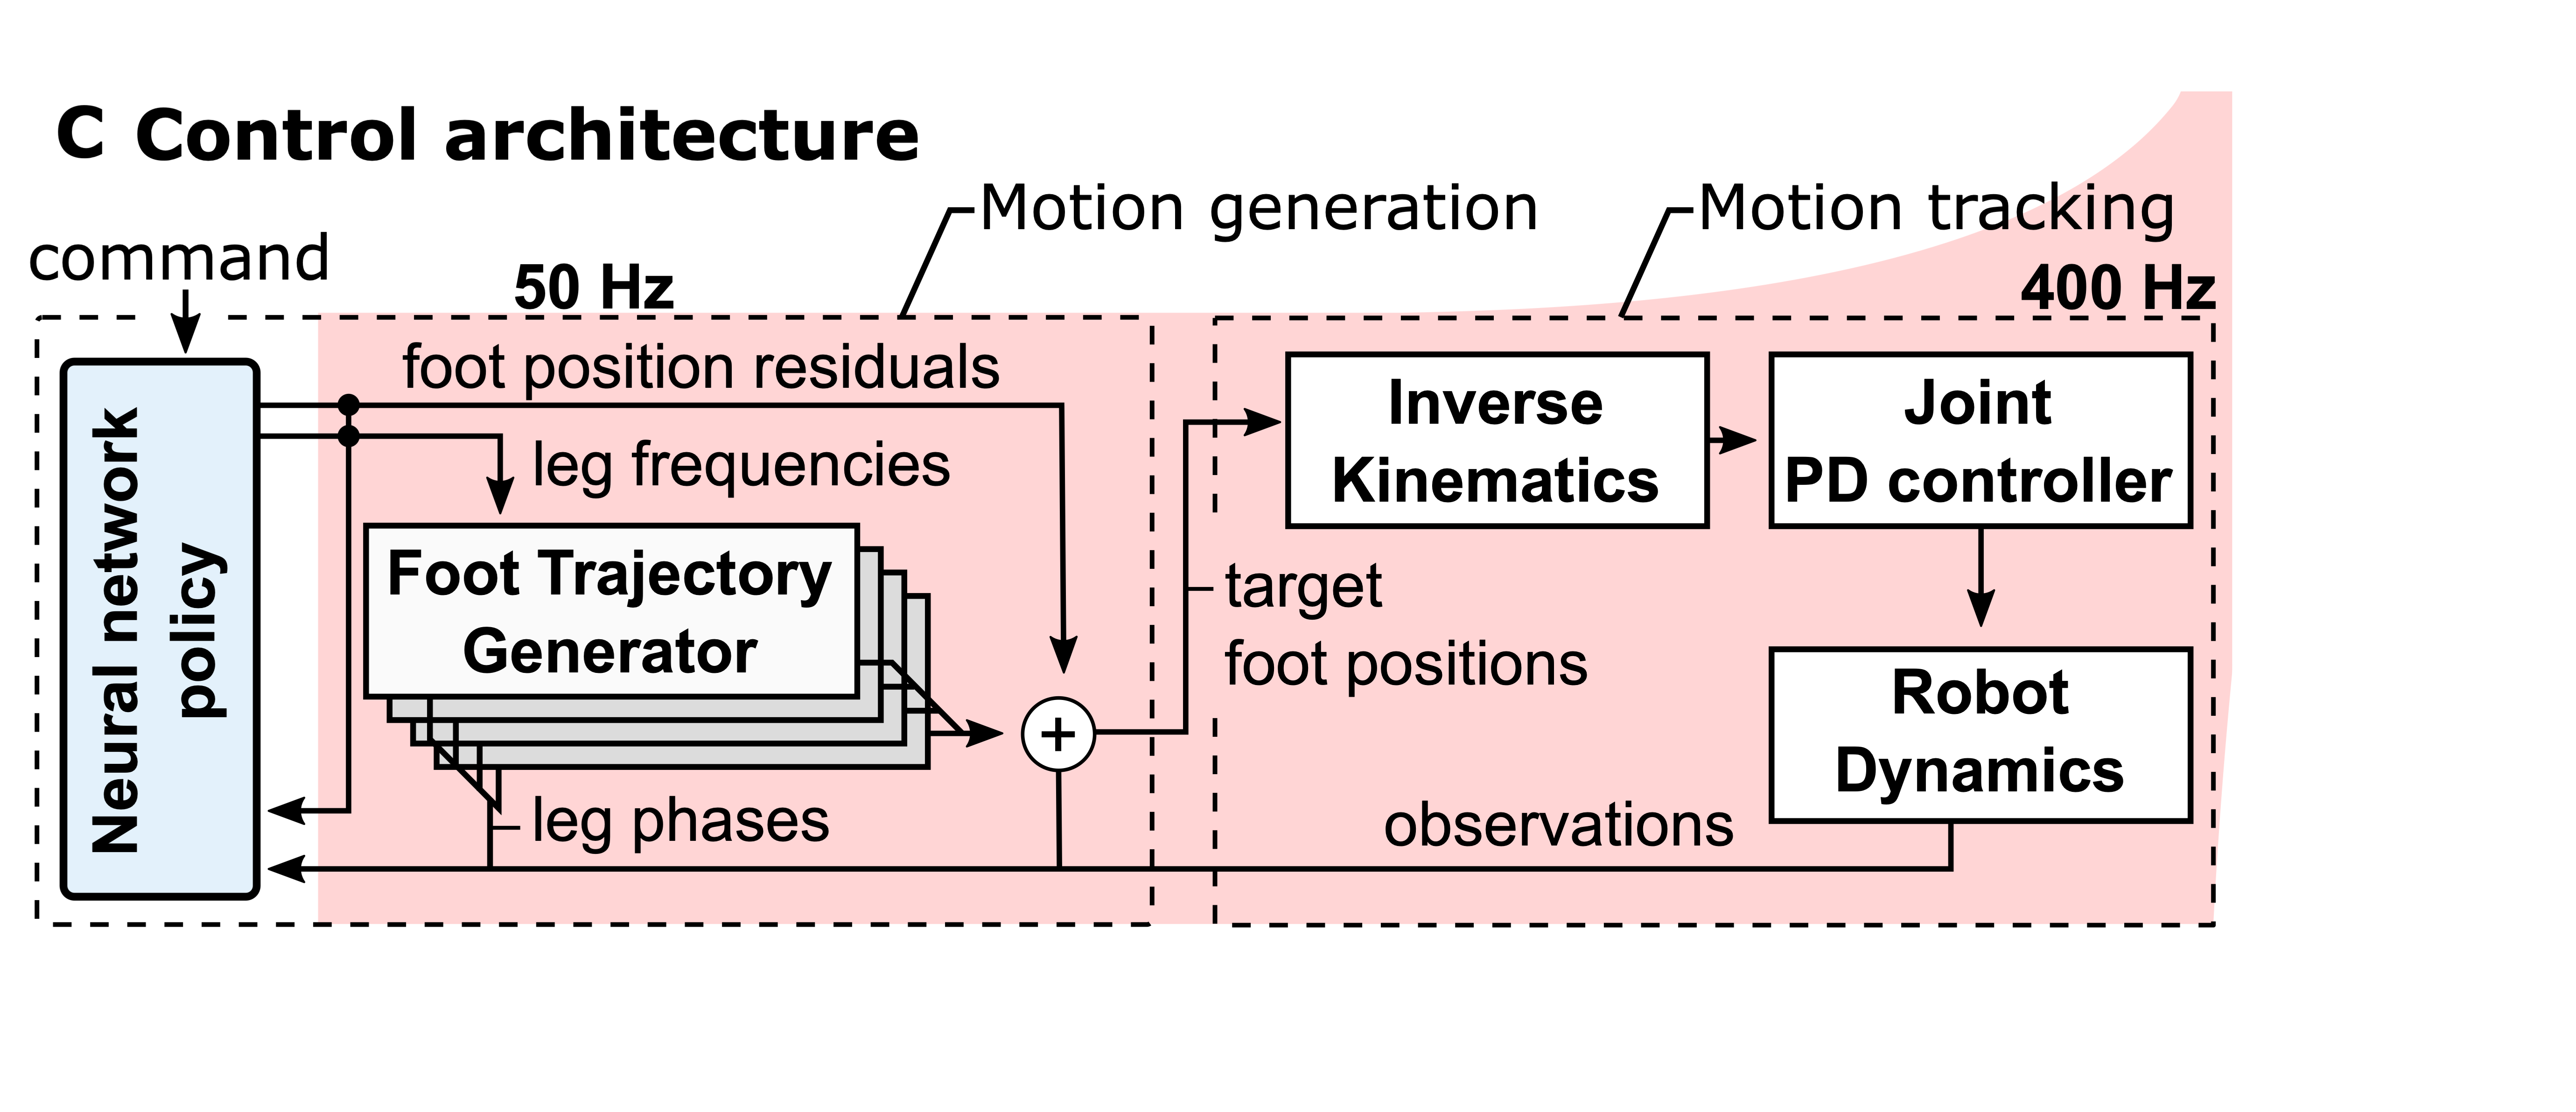 C Control architecture
Motion generation
Motion tracking
command
50 Hz
400 Hz
foot position residuals
leg frequencies
Neural network
policy
Foot Trajectory
Generator
leg phases
+
target
foot positions
Inverse
Kinematics
Joint
PD controller
Robot
Dynamics
observations